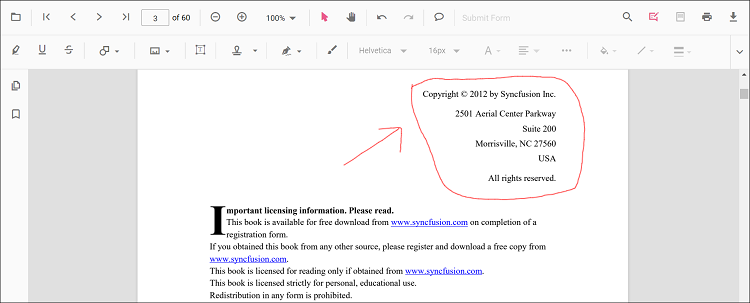 3 of 60 100% Submit Form
Helvetica 16px
Copyright © 2012 by Syncfusion Inc.
2501 Aerial Center Parkway
Suite 200
Morrisville, NC 27560
USA
All rights reserved.
Important licensing information. Please read.
This book is available for free download from www.syncfusion.com on completion of a
registration form.
If you obtained this book from any other source, please register and download a free copy from
www.syncfusion.com.
This book is licensed for reading only if obtained from www.syncfusion.com.
This book is licensed strictly for personal, educational use.
Redistribution in any form is prohibited.